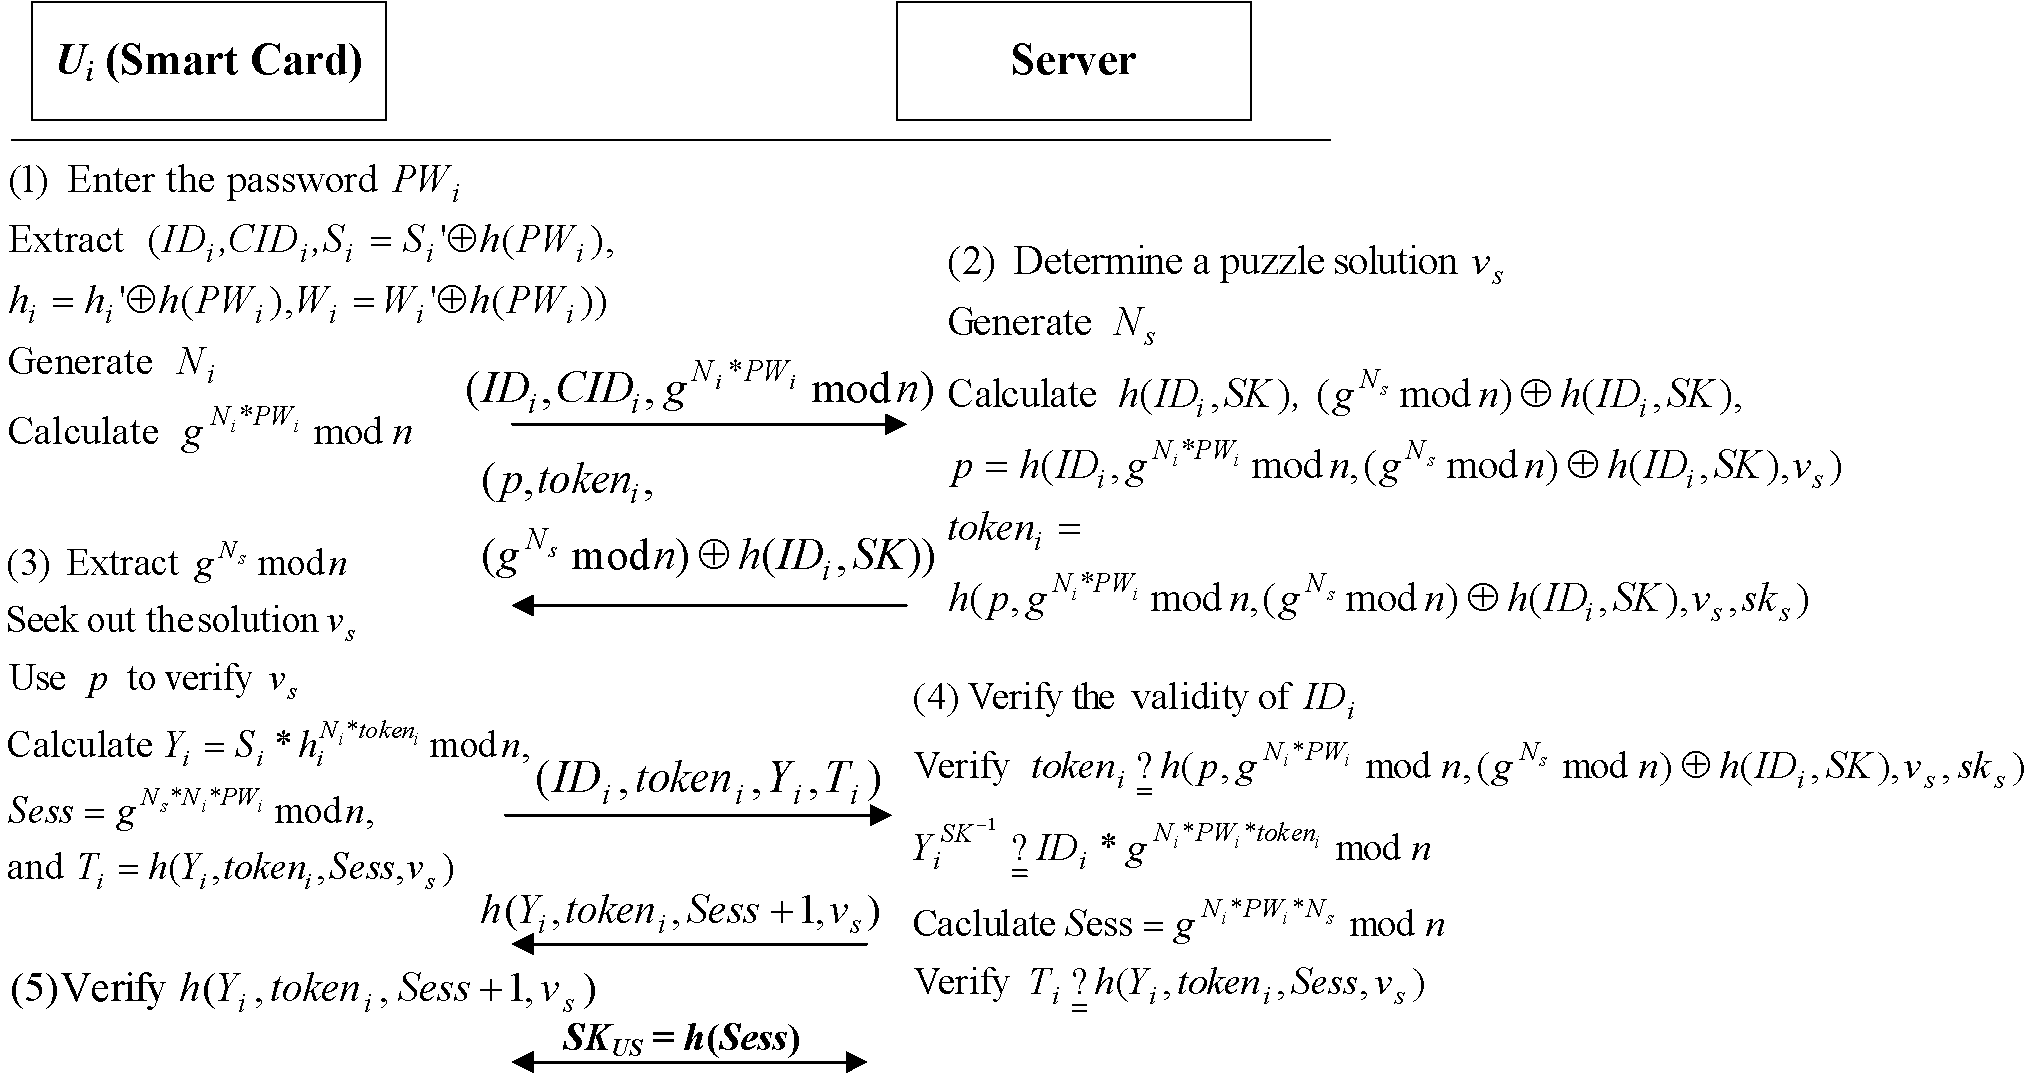 U_i (Smart Card)
Server
(1) Enter the password PW_i
Extract (ID_i,CID_i,S_i = S_i'⊕h(PW_i),
h_i = h_i'⊕h(PW_i),W_i = W_i'⊕h(PW_i))
Generate N_i
Calculate g^{N_i*PW_i} mod n
(ID_i,CID_i,g^{N_i*PW_i} mod n)
(2) Determine a puzzle solution v_s
Generate N_s
Calculate h(ID_i,SK), (g^{N_s} mod n)⊕h(ID_i,SK),
p = h(ID_i,g^{N_i*PW_i} mod n,(g^{N_s} mod n)⊕h(ID_i,SK),v_s)
token_i =
h(p,g^{N_i*PW_i} mod n,(g^{N_s} mod n)⊕h(ID_i,SK),v_s,sk_s)
(p,token_i,
(g^{N_s} mod n)⊕h(ID_i,SK))
(3) Extract g^{N_s} mod n
Seek out the solution v_s
Use p to verify v_s
Calculate Y_i = S_i * h_i^{N_i*token_i} mod n,
Sess = g^{N_s*N_i*PW_i} mod n,
and T_i = h(Y_i,token_i,Sess,v_s)
(ID_i,token_i,Y_i,T_i)
(4) Verify the validity of ID_i
Verify token_i ?= h(p,g^{N_i*PW_i} mod n,(g^{N_s} mod n)⊕h(ID_i,SK),v_s,sk_s)
Y_i^{SK^{-1}} ?= ID_i * g^{N_i*PW_i*token_i} mod n
Caclulate Sess = g^{N_i*PW_i*N_s} mod n
Verify T_i ?= h(Y_i,token_i,Sess,v_s)
h(Y_i,token_i,Sess+1,v_s)
(5)Verify h(Y_i,token_i,Sess+1,v_s)
SK_{US} = h(Sess)